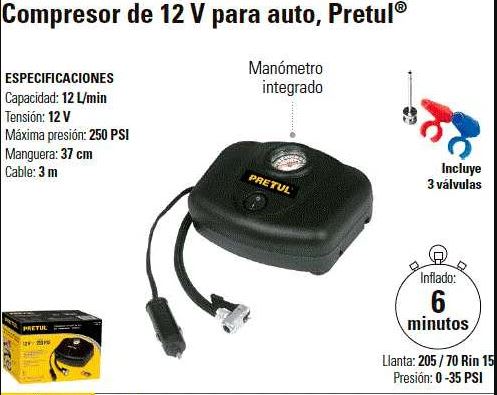 Compresor de 12 V para auto, Pretul®
ESPECIFICACIONES
Capacidad: 12 L/min
Tensión: 12 V
Máxima presión: 250 PSI
Manguera: 37 cm
Cable: 3 m
Manómetro
integrado
PRETUL
Incluye
3 válvulas
Inflado:
6
minutos
Llanta: 205 / 70 Rin 15
Presión: 0 -35 PSI
PRETUL
12 V 250 PSI